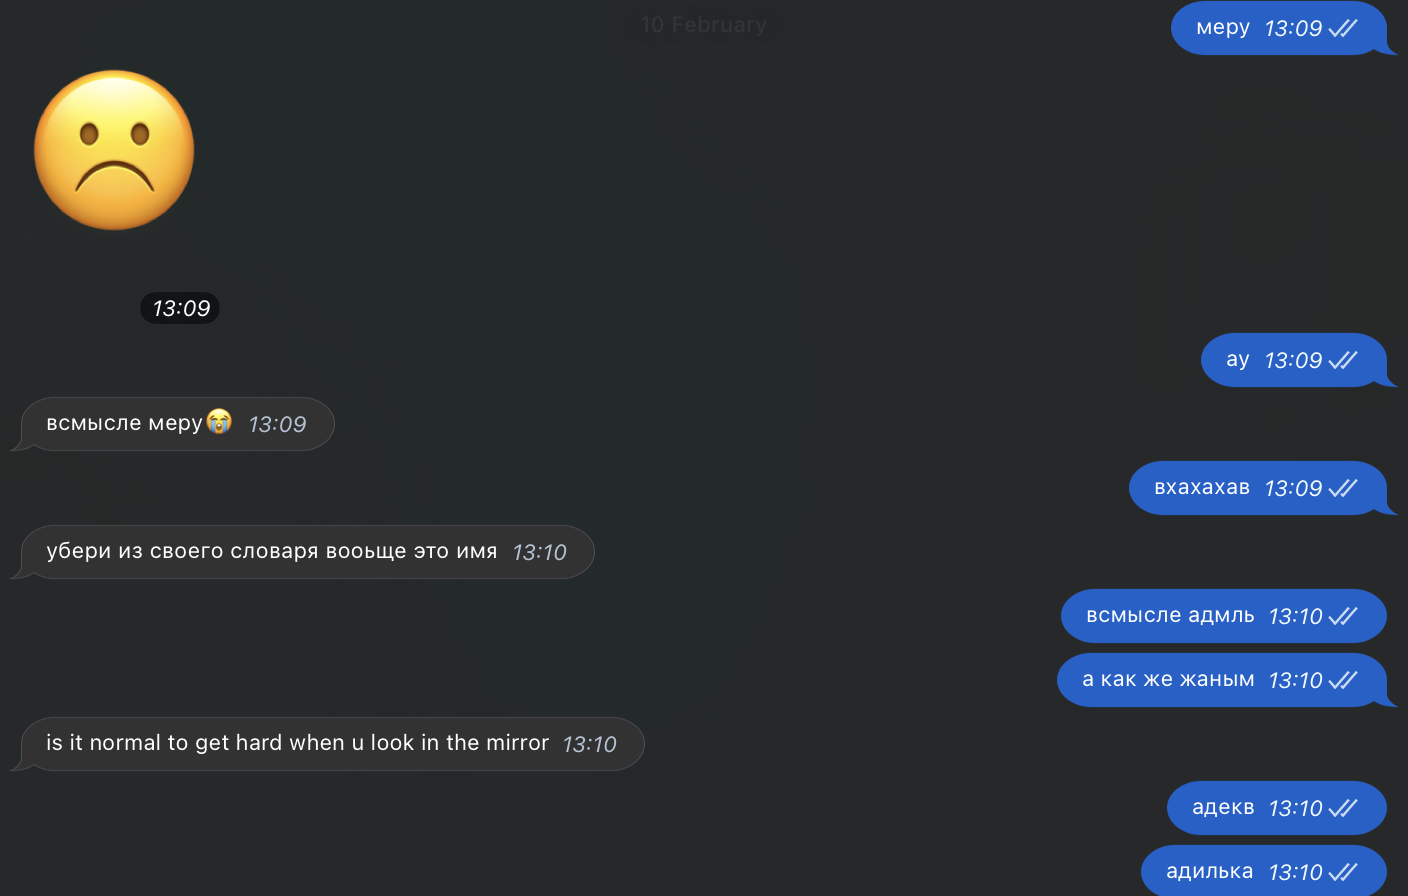 10 February
меру 13:09
☹️
13:09
ау 13:09
всмысле меру😭 13:09
вхахахав 13:09
убери из своего словаря вооьще это имя 13:10
всмысле адмль 13:10
а как же жаным 13:10
is it normal to get hard when u look in the mirror 13:10
адекв 13:10
адилька 13:10